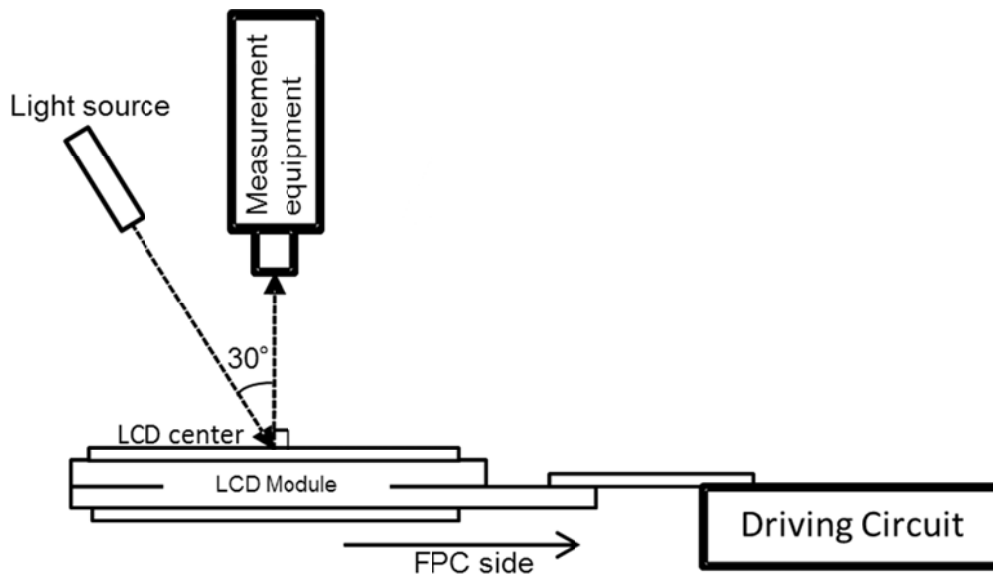 Light source
Measurement
equipment
30°
LCD center
LCD Module
Driving Circuit
FPC side